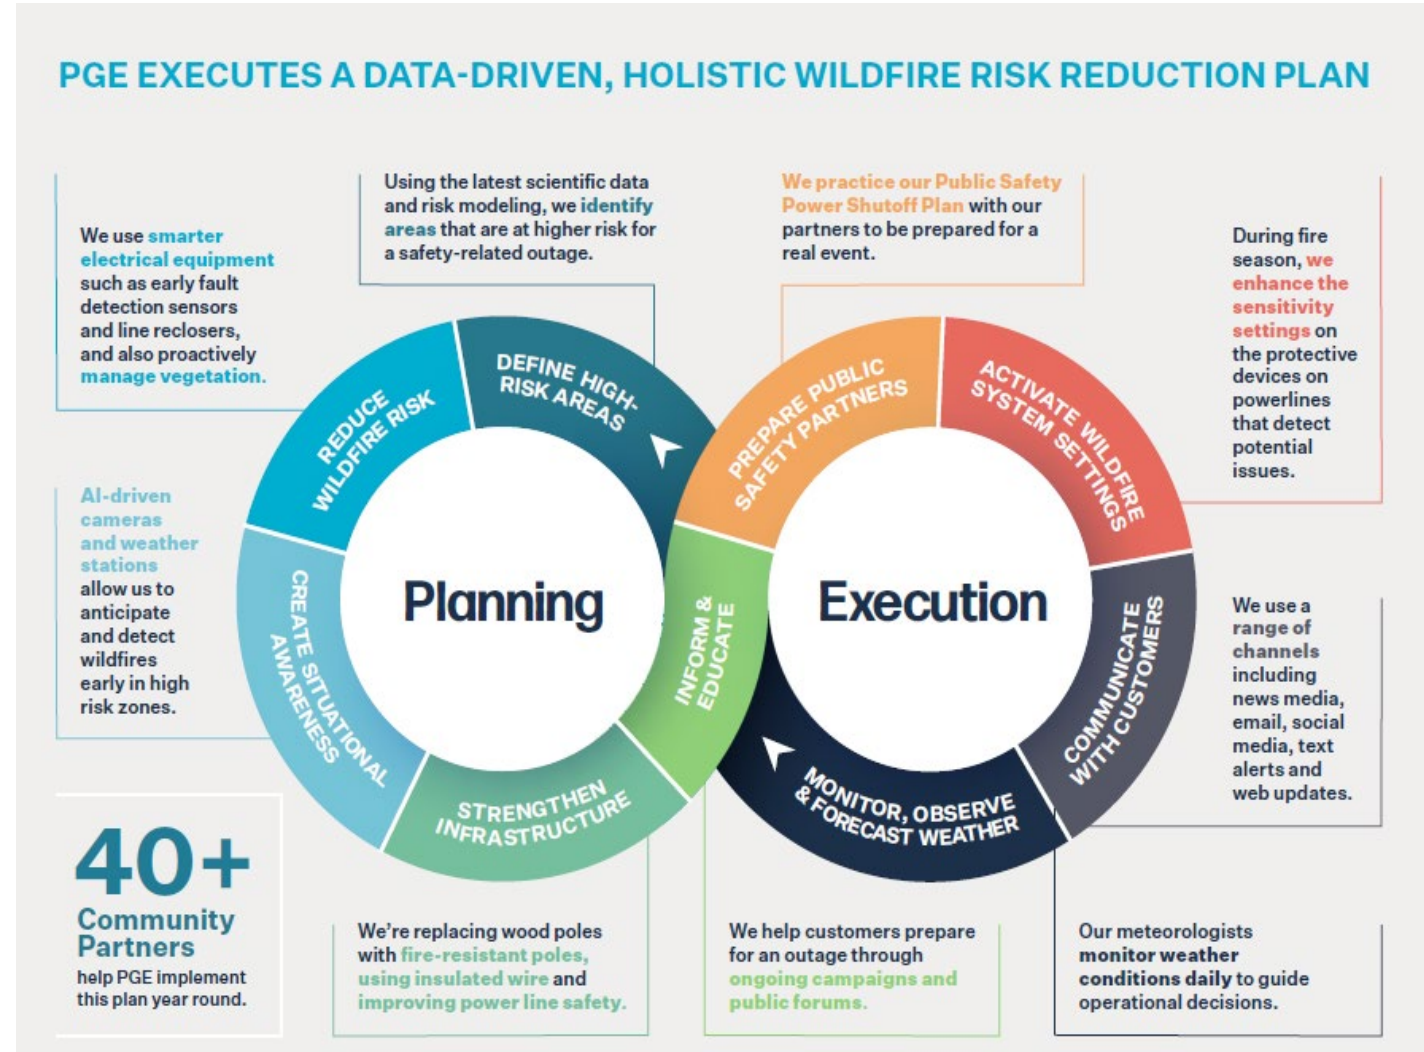 PGE EXECUTES A DATA-DRIVEN, HOLISTIC WILDFIRE RISK REDUCTION PLAN
We use smarter
electrical equipment
such as early fault
detection sensors
and line reclosers,
and also proactively
manage vegetation.
Using the latest scientific data
and risk modeling, we identify
areas that are at higher risk for
a safety-related outage.
We practice our Public Safety
Power Shutoff Plan with our
partners to be prepared for a
real event.
During fire
season, we
enhance the
sensitivity
settings on
the protective
devices on
powerlines
that detect
potential
issues.
REDUCE
WILDFIRE RISK
DEFINE HIGH-
RISK AREAS
PREPARE PUBLIC
SAFETY PARTNERS
ACTIVATE WILDFIRE
SYSTEM SETTINGS
AI-driven
cameras
and weather
stations
allow us to
anticipate
and detect
wildfires
early in high
risk zones.
CREATE SITUATIONAL
AWARENESS
Planning
INFORM &
EDUCATE
Execution
COMMUNICATE
WITH CUSTOMERS
We use a
range of
channels
including
news media,
email, social
media, text
alerts and
web updates.
STRENGTHEN
INFRASTRUCTURE
MONITOR, OBSERVE
& FORECAST WEATHER
40+
Community
Partners
help PGE implement
this plan year round.
We're replacing wood poles
with fire-resistant poles,
using insulated wire and
improving power line safety.
We help customers prepare
for an outage through
ongoing campaigns and
public forums.
Our meteorologists
monitor weather
conditions daily to guide
operational decisions.